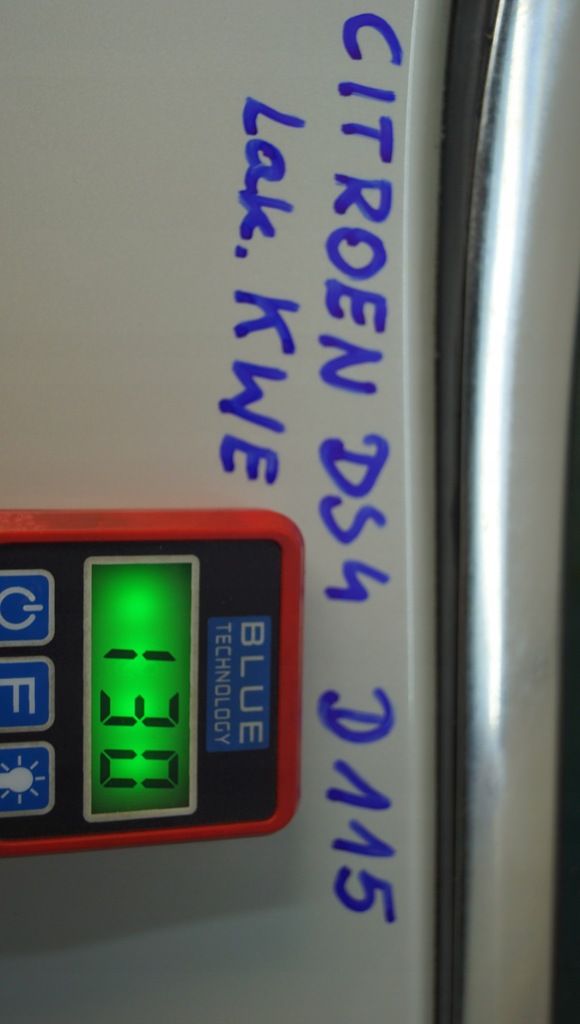 CITROEN DS4 D115
Lak. KWE
BLUE
TECHNOLOGY
130
F